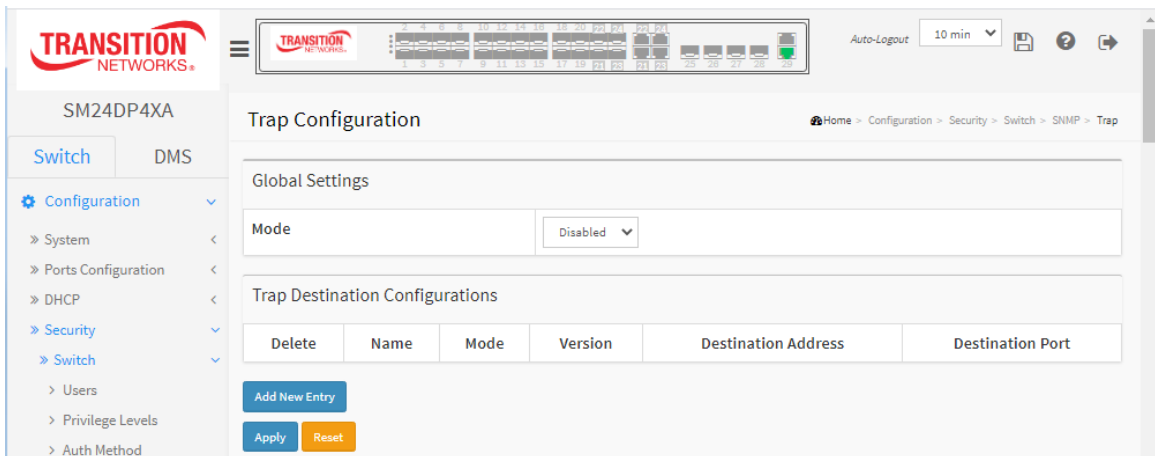 TRANSITION
NETWORKS®
TRANSITION
NETWORKS
2 4 6 8 10 12 14 16 18 20 22 24 22 24
1 3 5 7 9 11 13 15 17 19 21 23 21 23 25 26 27 28 29
Auto-Logout 10 min
SM24DP4XA
Trap Configuration
Home > Configuration > Security > Switch > SNMP > Trap
Switch DMS
Configuration
» System
» Ports Configuration
» DHCP
» Security
» Switch
> Users
> Privilege Levels
> Auth Method
Global Settings
Mode Disabled
Trap Destination Configurations
Delete Name Mode Version Destination Address Destination Port
Add New Entry
Apply Reset